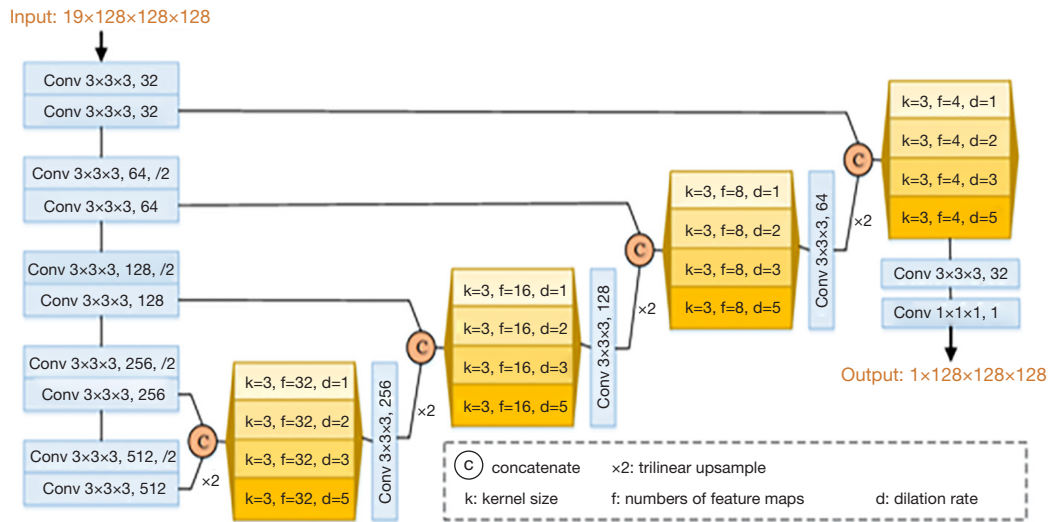 Input: 19×128×128×128
Conv 3×3×3, 32
Conv 3×3×3, 32
Conv 3×3×3, 64, /2
Conv 3×3×3, 64
Conv 3×3×3, 128, /2
Conv 3×3×3, 128
Conv 3×3×3, 256, /2
Conv 3×3×3, 256
Conv 3×3×3, 512, /2
Conv 3×3×3, 512
C
×2
k=3, f=32, d=1
k=3, f=32, d=2
k=3, f=32, d=3
k=3, f=32, d=5
Conv 3×3×3, 256
×2
C
k=3, f=16, d=1
k=3, f=16, d=2
k=3, f=16, d=3
k=3, f=16, d=5
Conv 3×3×3, 128
×2
C
k=3, f=8, d=1
k=3, f=8, d=2
k=3, f=8, d=3
k=3, f=8, d=5
Conv 3×3×3, 64
×2
C
k=3, f=4, d=1
k=3, f=4, d=2
k=3, f=4, d=3
k=3, f=4, d=5
Conv 3×3×3, 32
Conv 1×1×1, 1
Output: 1×128×128×128
C concatenate ×2: trilinear upsample
k: kernel size f: numbers of feature maps d: dilation rate